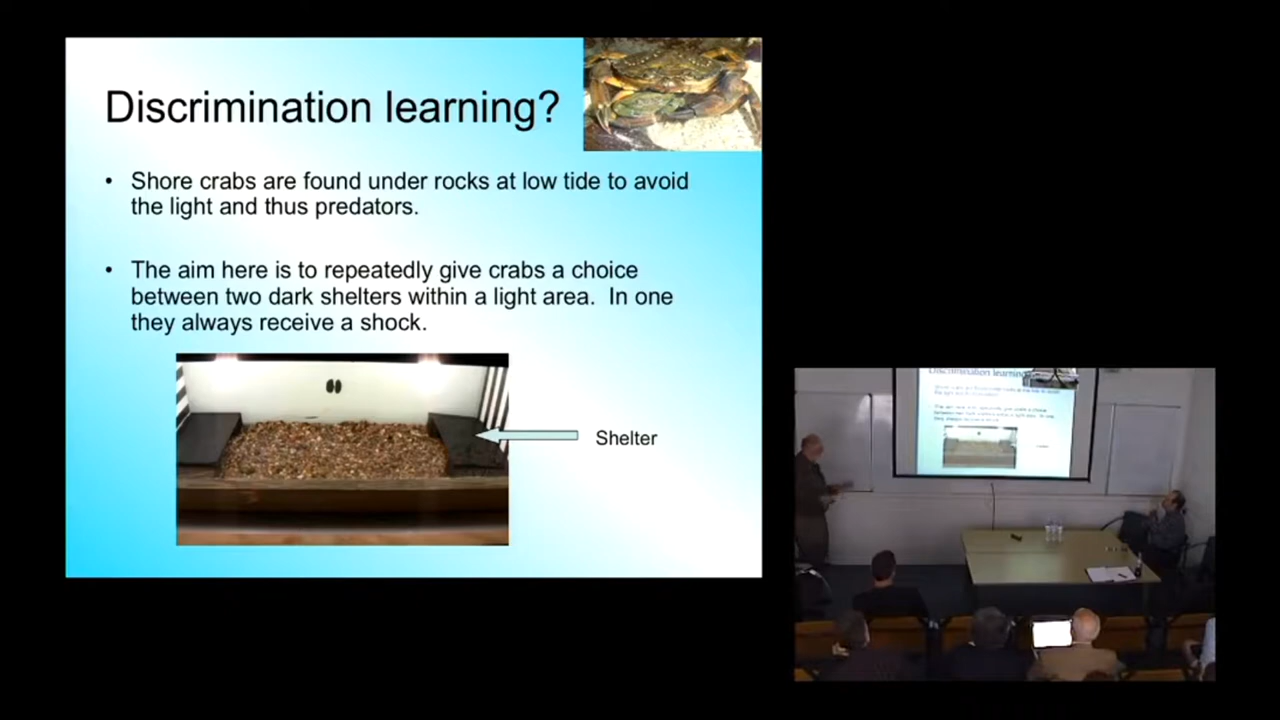 Discrimination learning?
• Shore crabs are found under rocks at low tide to avoid
the light and thus predators.
• The aim here is to repeatedly give crabs a choice
between two dark shelters within a light area.  In one
they always receive a shock.
Shelter
Discrimination learning